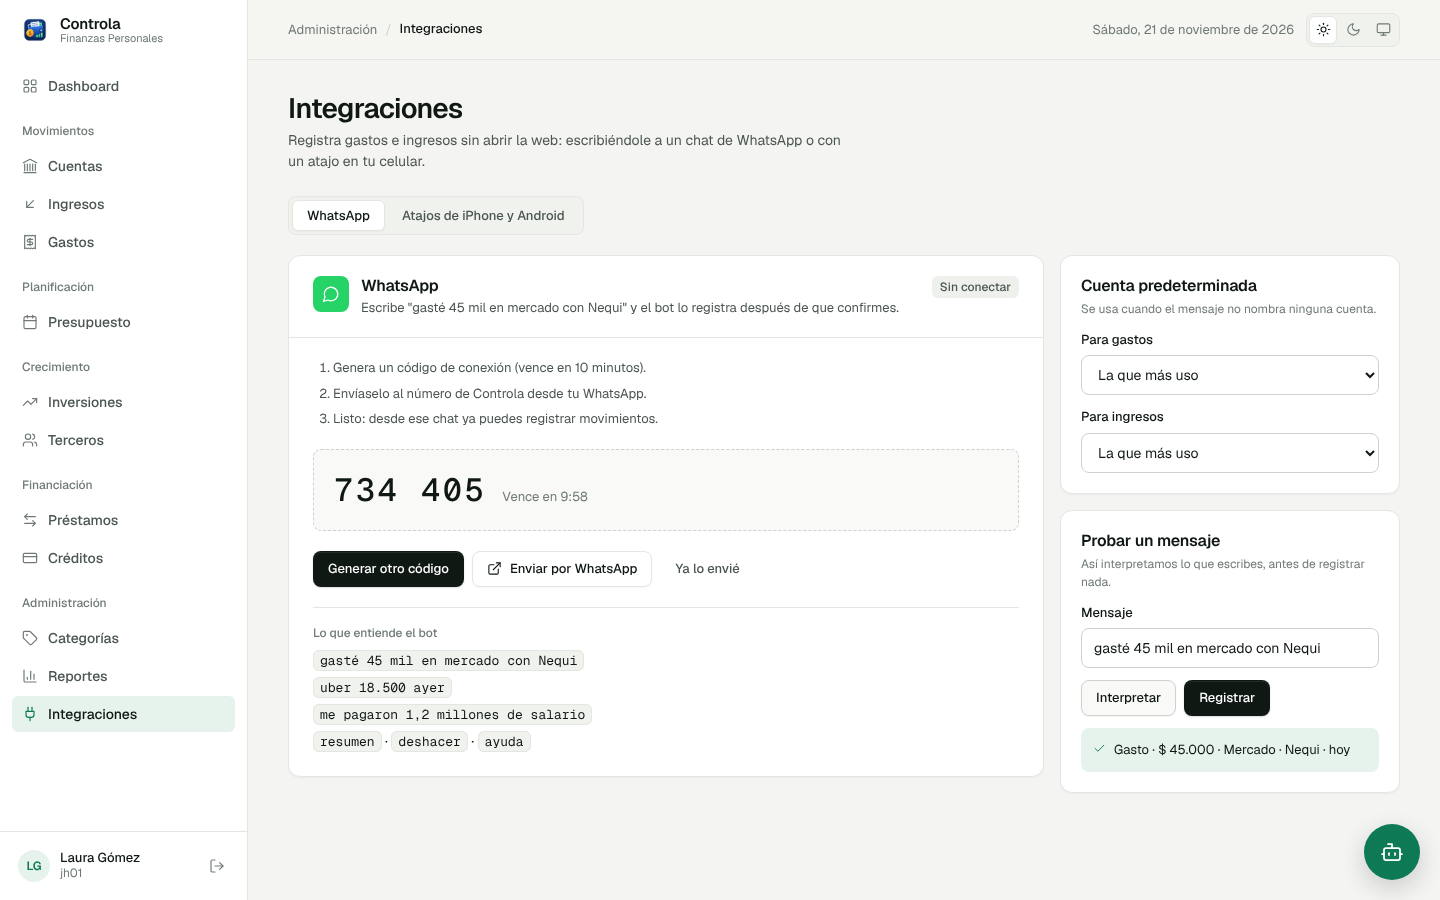 Controla
Finanzas Personales
Dashboard
Movimientos
Cuentas
Ingresos
Gastos
Planificación
Presupuesto
Crecimiento
Inversiones
Terceros
Financiación
Préstamos
Créditos
Administración
Categorías
Reportes
Integraciones
LG
Laura Gómez
jh01
Administración / Integraciones
Sábado, 21 de noviembre de 2026
Integraciones
Registra gastos e ingresos sin abrir la web: escribiéndole a un chat de WhatsApp o con
un atajo en tu celular.
WhatsApp
Atajos de iPhone y Android
WhatsApp
Sin conectar
Escribe "gasté 45 mil en mercado con Nequi" y el bot lo registra después de que confirmes.
1. Genera un código de conexión (vence en 10 minutos).
2. Envíaselo al número de Controla desde tu WhatsApp.
3. Listo: desde ese chat ya puedes registrar movimientos.
734 405 Vence en 9:58
Generar otro código
Enviar por WhatsApp
Ya lo envié
Lo que entiende el bot
gasté 45 mil en mercado con Nequi
uber 18.500 ayer
me pagaron 1,2 millones de salario
resumen · deshacer · ayuda
Cuenta predeterminada
Se usa cuando el mensaje no nombra ninguna cuenta.
Para gastos
La que más uso
Para ingresos
La que más uso
Probar un mensaje
Así interpretamos lo que escribes, antes de registrar
nada.
Mensaje
gasté 45 mil en mercado con Nequi
Interpretar
Registrar
Gasto · $ 45.000 · Mercado · Nequi · hoy